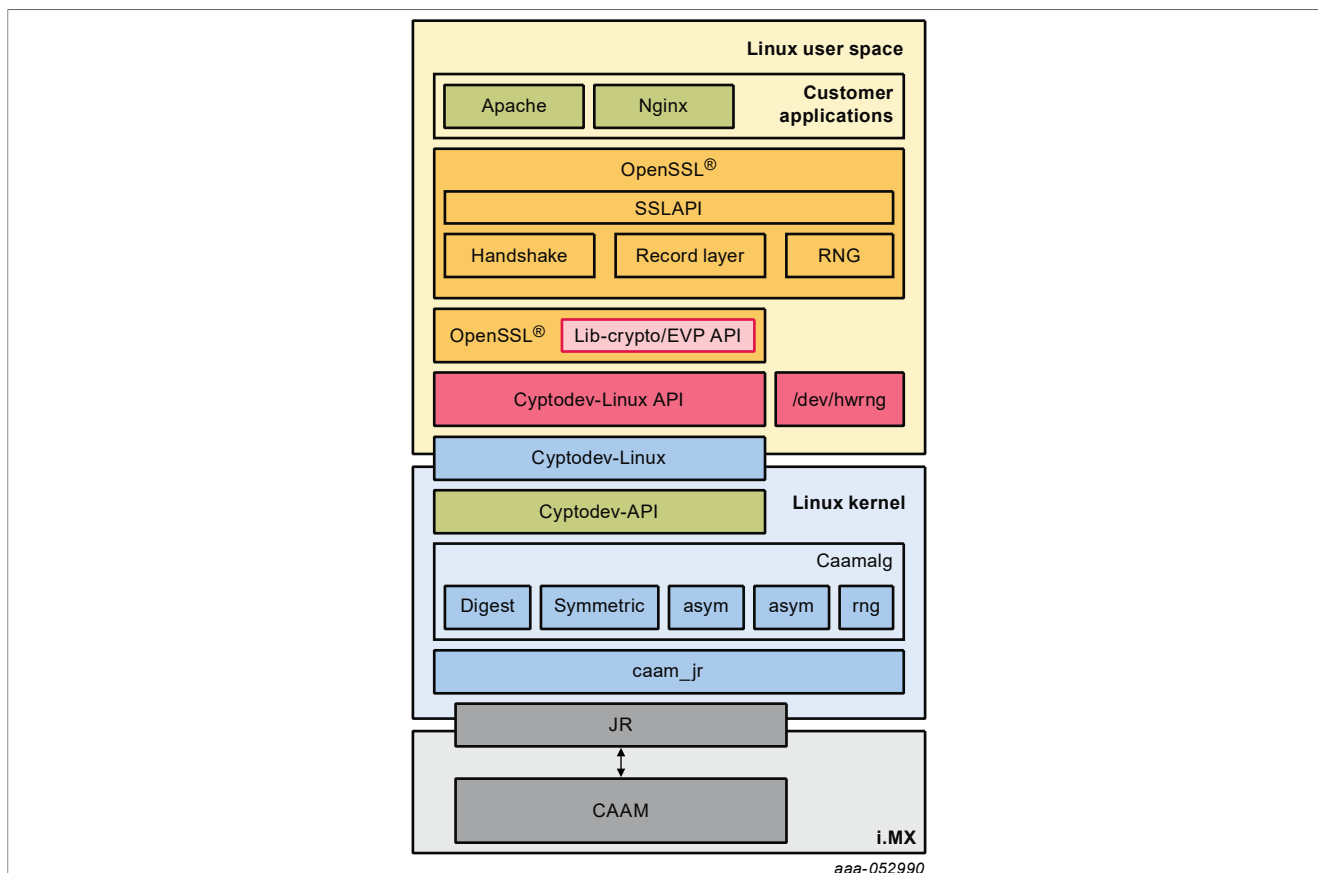 Linux user space
Customer
applications
Apache
Nginx
OpenSSL®
SSLAPI
Handshake
Record layer
RNG
OpenSSL®
Lib-crypto/EVP API
Cyptodev-Linux API
/dev/hwrng
Cyptodev-Linux
Linux kernel
Cyptodev-API
Caamalg
Digest
Symmetric
asym
asym
rng
caam_jr
JR
CAAM
i.MX
aaa-052990